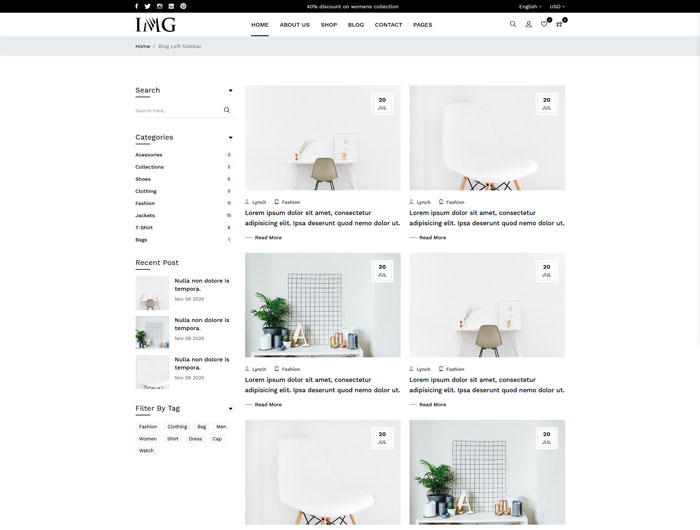 40% discount on womens collection
English
USD
IMG
HOME ABOUT US SHOP BLOG CONTACT PAGES
0
0
Home / Blog Left Sidebar
Search
Search here..
Categories
Acessories 3
Collections 2
Shoes 5
Clothing
Fashion 11
Jackets 15
T-Shirt
Bags 1
Recent Post
Nulla non dolore is
tempora.
Nov 06 2020
Nulla non dolore is
tempora.
Nov 06 2020
Nulla non dolore is
tempora.
Nov 06 2020
Filter By Tag
Fashion Clothing Bag Men
Women Shirt Dress Cap
Watch
20
JUL
Lynch Fashion
Lorem ipsum dolor sit amet, consectetur
adipisicing elit. Ipsa deserunt quod nemo dolor ut.
Read More
20
JUL
Lynch Fashion
Lorem ipsum dolor sit amet, consectetur
adipisicing elit. Ipsa deserunt quod nemo dolor ut.
Read More
20
JUL
A
Lynch Fashion
Lorem ipsum dolor sit amet, consectetur
adipisicing elit. Ipsa deserunt quod nemo dolor ut.
Read More
20
JUL
Lynch Fashion
Lorem ipsum dolor sit amet, consectetur
adipisicing elit. Ipsa deserunt quod nemo dolor ut.
Read More
20
JUL
20
JUL
A